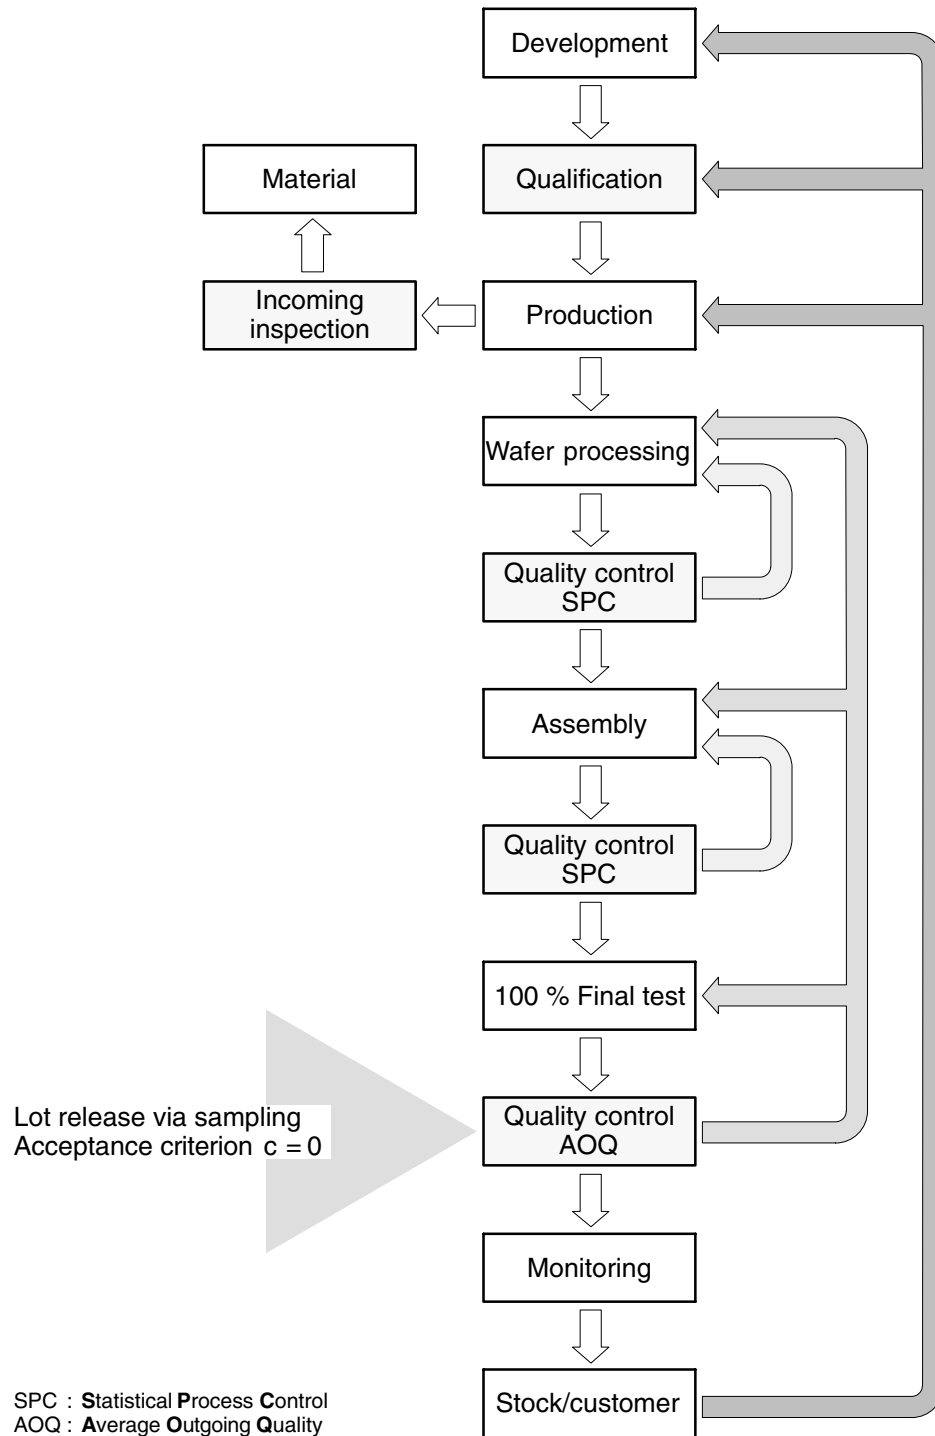 Development
Material
Qualification
Incoming
inspection
Production
Wafer processing
Quality control
SPC
Assembly
Quality control
SPC
100 % Final test
Lot release via sampling
Acceptance criterion c = 0
Quality control
AOQ
Monitoring
Stock/customer
SPC : Statistical Process Control
AOQ : Average Outgoing Quality